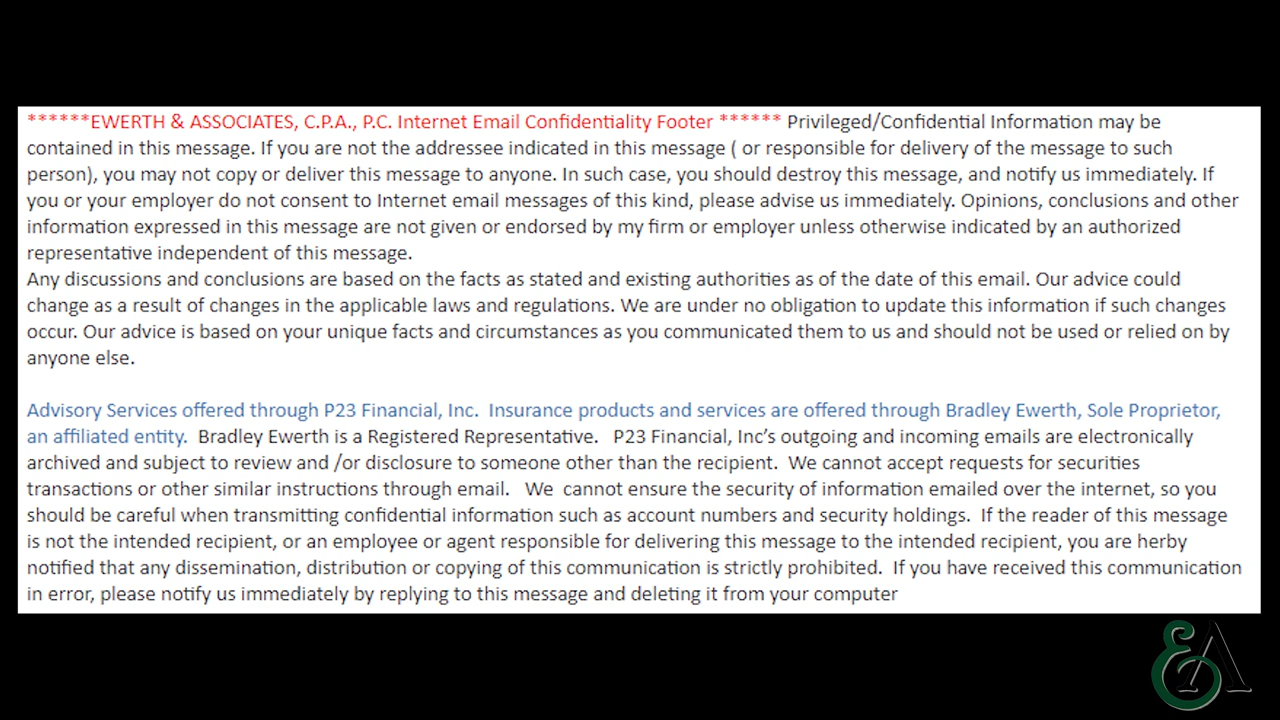 ******EWERTH & ASSOCIATES, C.P.A., P.C. Internet Email Confidentiality Footer ****** Privileged/Confidential Information may be
contained in this message. If you are not the addressee indicated in this message ( or responsible for delivery of the message to such
person), you may not copy or deliver this message to anyone. In such case, you should destroy this message, and notify us immediately. If
you or your employer do not consent to Internet email messages of this kind, please advise us immediately. Opinions, conclusions and other
information expressed in this message are not given or endorsed by my firm or employer unless otherwise indicated by an authorized
representative independent of this message.
Any discussions and conclusions are based on the facts as stated and existing authorities as of the date of this email. Our advice could
change as a result of changes in the applicable laws and regulations. We are under no obligation to update this information if such changes
occur. Our advice is based on your unique facts and circumstances as you communicated them to us and should not be used or relied on by
anyone else.
Advisory Services offered through P23 Financial, Inc.  Insurance products and services are offered through Bradley Ewerth, Sole Proprietor,
an affiliated entity.  Bradley Ewerth is a Registered Representative.   P23 Financial, Inc's outgoing and incoming emails are electronically
archived and subject to review and /or disclosure to someone other than the recipient.  We cannot accept requests for securities
transactions or other similar instructions through email.   We  cannot ensure the security of information emailed over the internet, so you
should be careful when transmitting confidential information such as account numbers and security holdings.  If the reader of this message
is not the intended recipient, or an employee or agent responsible for delivering this message to the intended recipient, you are herby
notified that any dissemination, distribution or copying of this communication is strictly prohibited.  If you have received this communication
in error, please notify us immediately by replying to this message and deleting it from your computer
EA